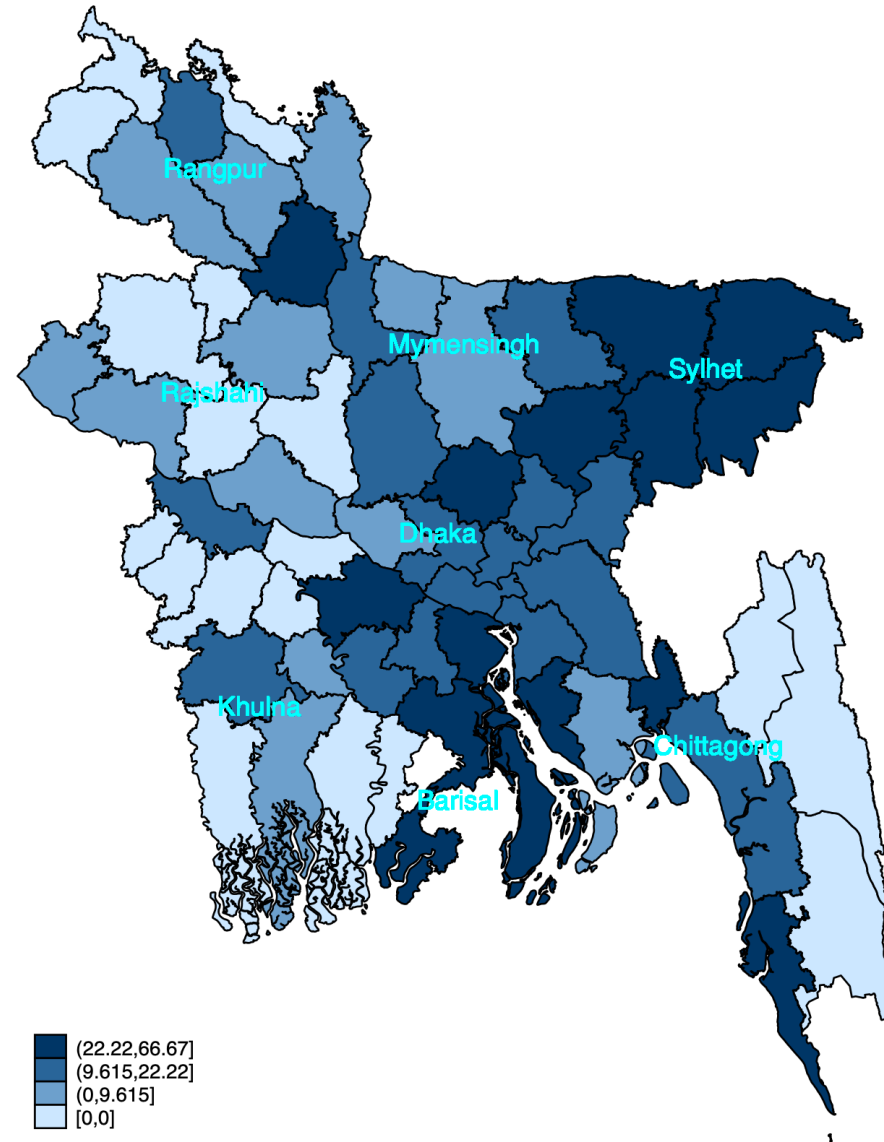 Rangpur
Mymensingh
Sylhet
Rajshahi
Dhaka
Khulna
Chittagong
Barisal
(22.22,66.67]
(9.615,22.22]
(0,9.615]
[0,0]